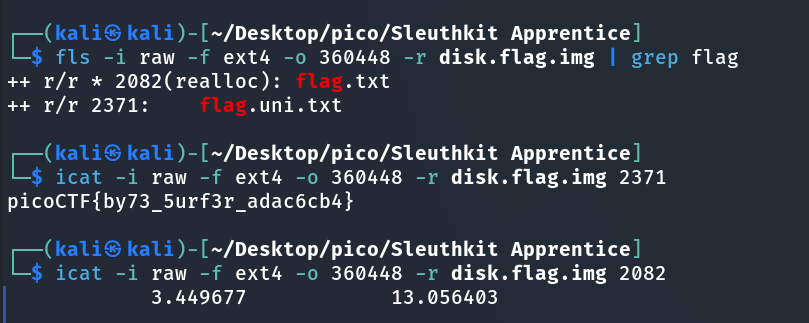 ┌──(kali㉿kali)-[~/Desktop/pico/Sleuthkit Apprentice]
└─$ fls -i raw -f ext4 -o 360448 -r disk.flag.img | grep flag
++ r/r * 2082(realloc): flag.txt
++ r/r 2371:    flag.uni.txt
┌──(kali㉿kali)-[~/Desktop/pico/Sleuthkit Apprentice]
└─$ icat -i raw -f ext4 -o 360448 -r disk.flag.img 2371
picoCTF{by73_5urf3r_adac6cb4}
┌──(kali㉿kali)-[~/Desktop/pico/Sleuthkit Apprentice]
└─$ icat -i raw -f ext4 -o 360448 -r disk.flag.img 2082
            3.449677            13.056403